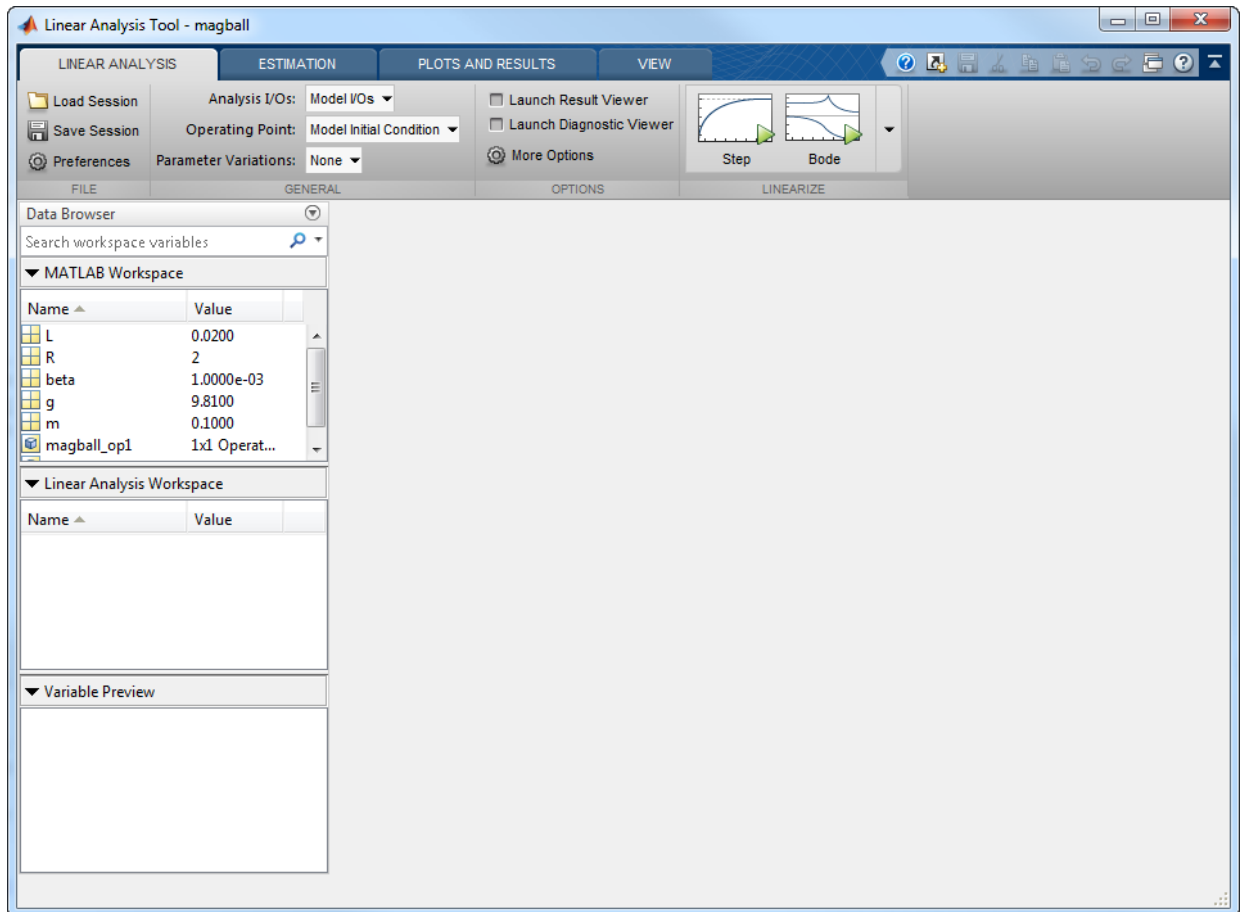 Linear Analysis Tool - magball
LINEAR ANALYSIS ESTIMATION PLOTS AND RESULTS VIEW
Load Session Analysis I/Os: Model I/Os Launch Result Viewer
Save Session Operating Point: Model Initial Condition Launch Diagnostic Viewer
Preferences Parameter Variations: None More Options Step Bode
FILE GENERAL OPTIONS LINEARIZE
Data Browser
Search workspace variables
MATLAB Workspace
Name Value
L 0.0200
R 2
beta 1.0000e-03
g 9.8100
m 0.1000
magball_op1 1x1 Operat...
Linear Analysis Workspace
Name Value
Variable Preview